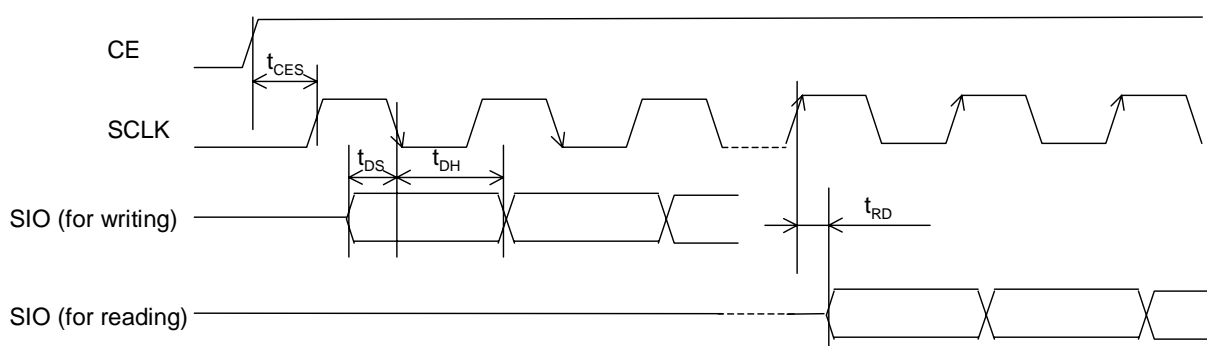 CE
tCES
SCLK
tDS
tDH
SIO (for writing)
tRD
SIO (for reading)